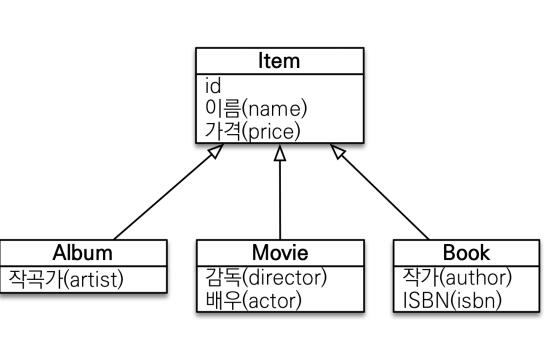 Item
id
이름(name)
가격(price)
Album
작곡가(artist)
Movie
감독(director)
배우(actor)
Book
작가(author)
ISBN(isbn)